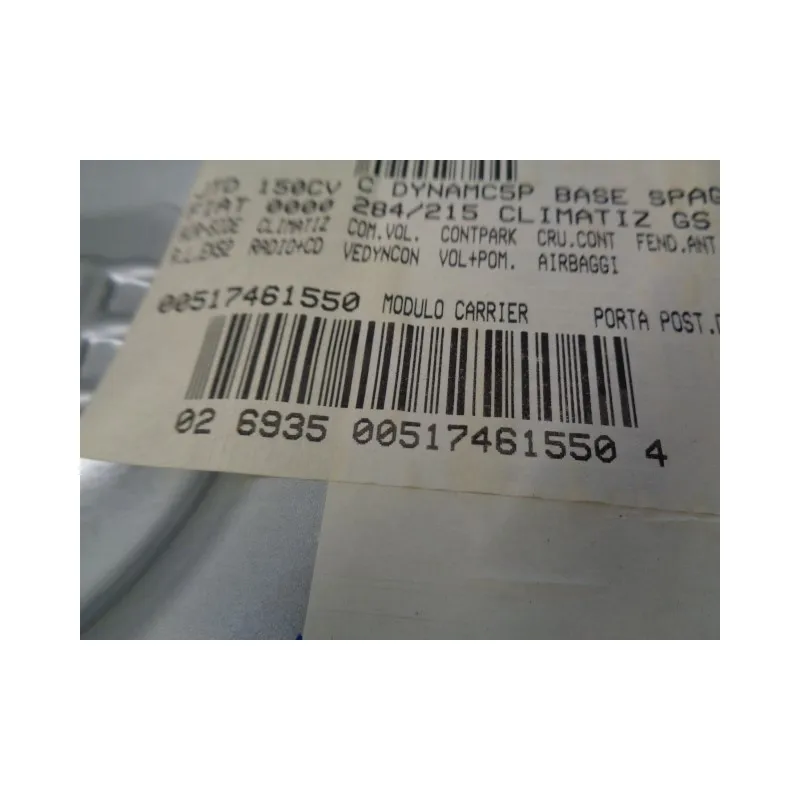 JTD 150CV C DYNAMC5P BASE SPAG
FIAT 0000 284/215 CLIMATIZ GS
CLIMATIZ COM.VOL. CONTPARK CRU.CONT FEND.ANT
RADIO+CD VEDYNCON VOL+POM. AIRBAGGI
00517461550 MODULO CARRIER PORTA POST.
02 6935 00517461550 4